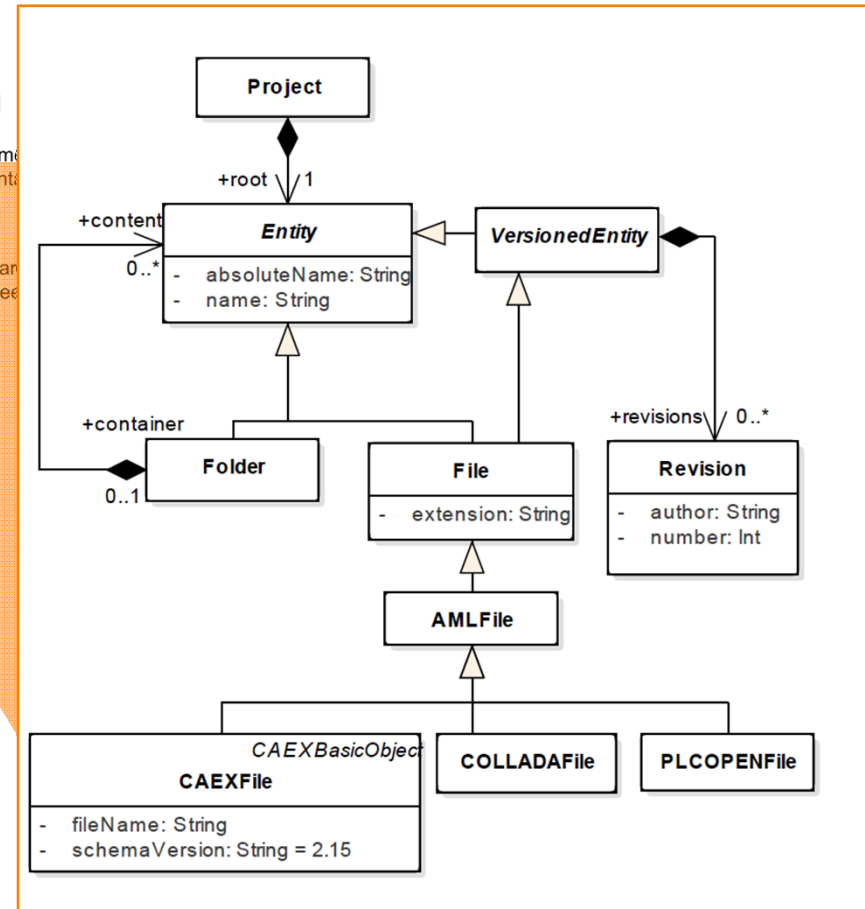 Project
+root
1
+content
0..*
Entity
- absoluteName: String
- name: String
VersionedEntity
+container
0..1
Folder
File
- extension: String
+revisions
0..*
Revision
- author: String
- number: Int
AMLFile
CAEXBasicObject
CAEXFile
- fileName: String
- schemaVersion: String = 2.15
COLLADAFile
PLCOPENFile